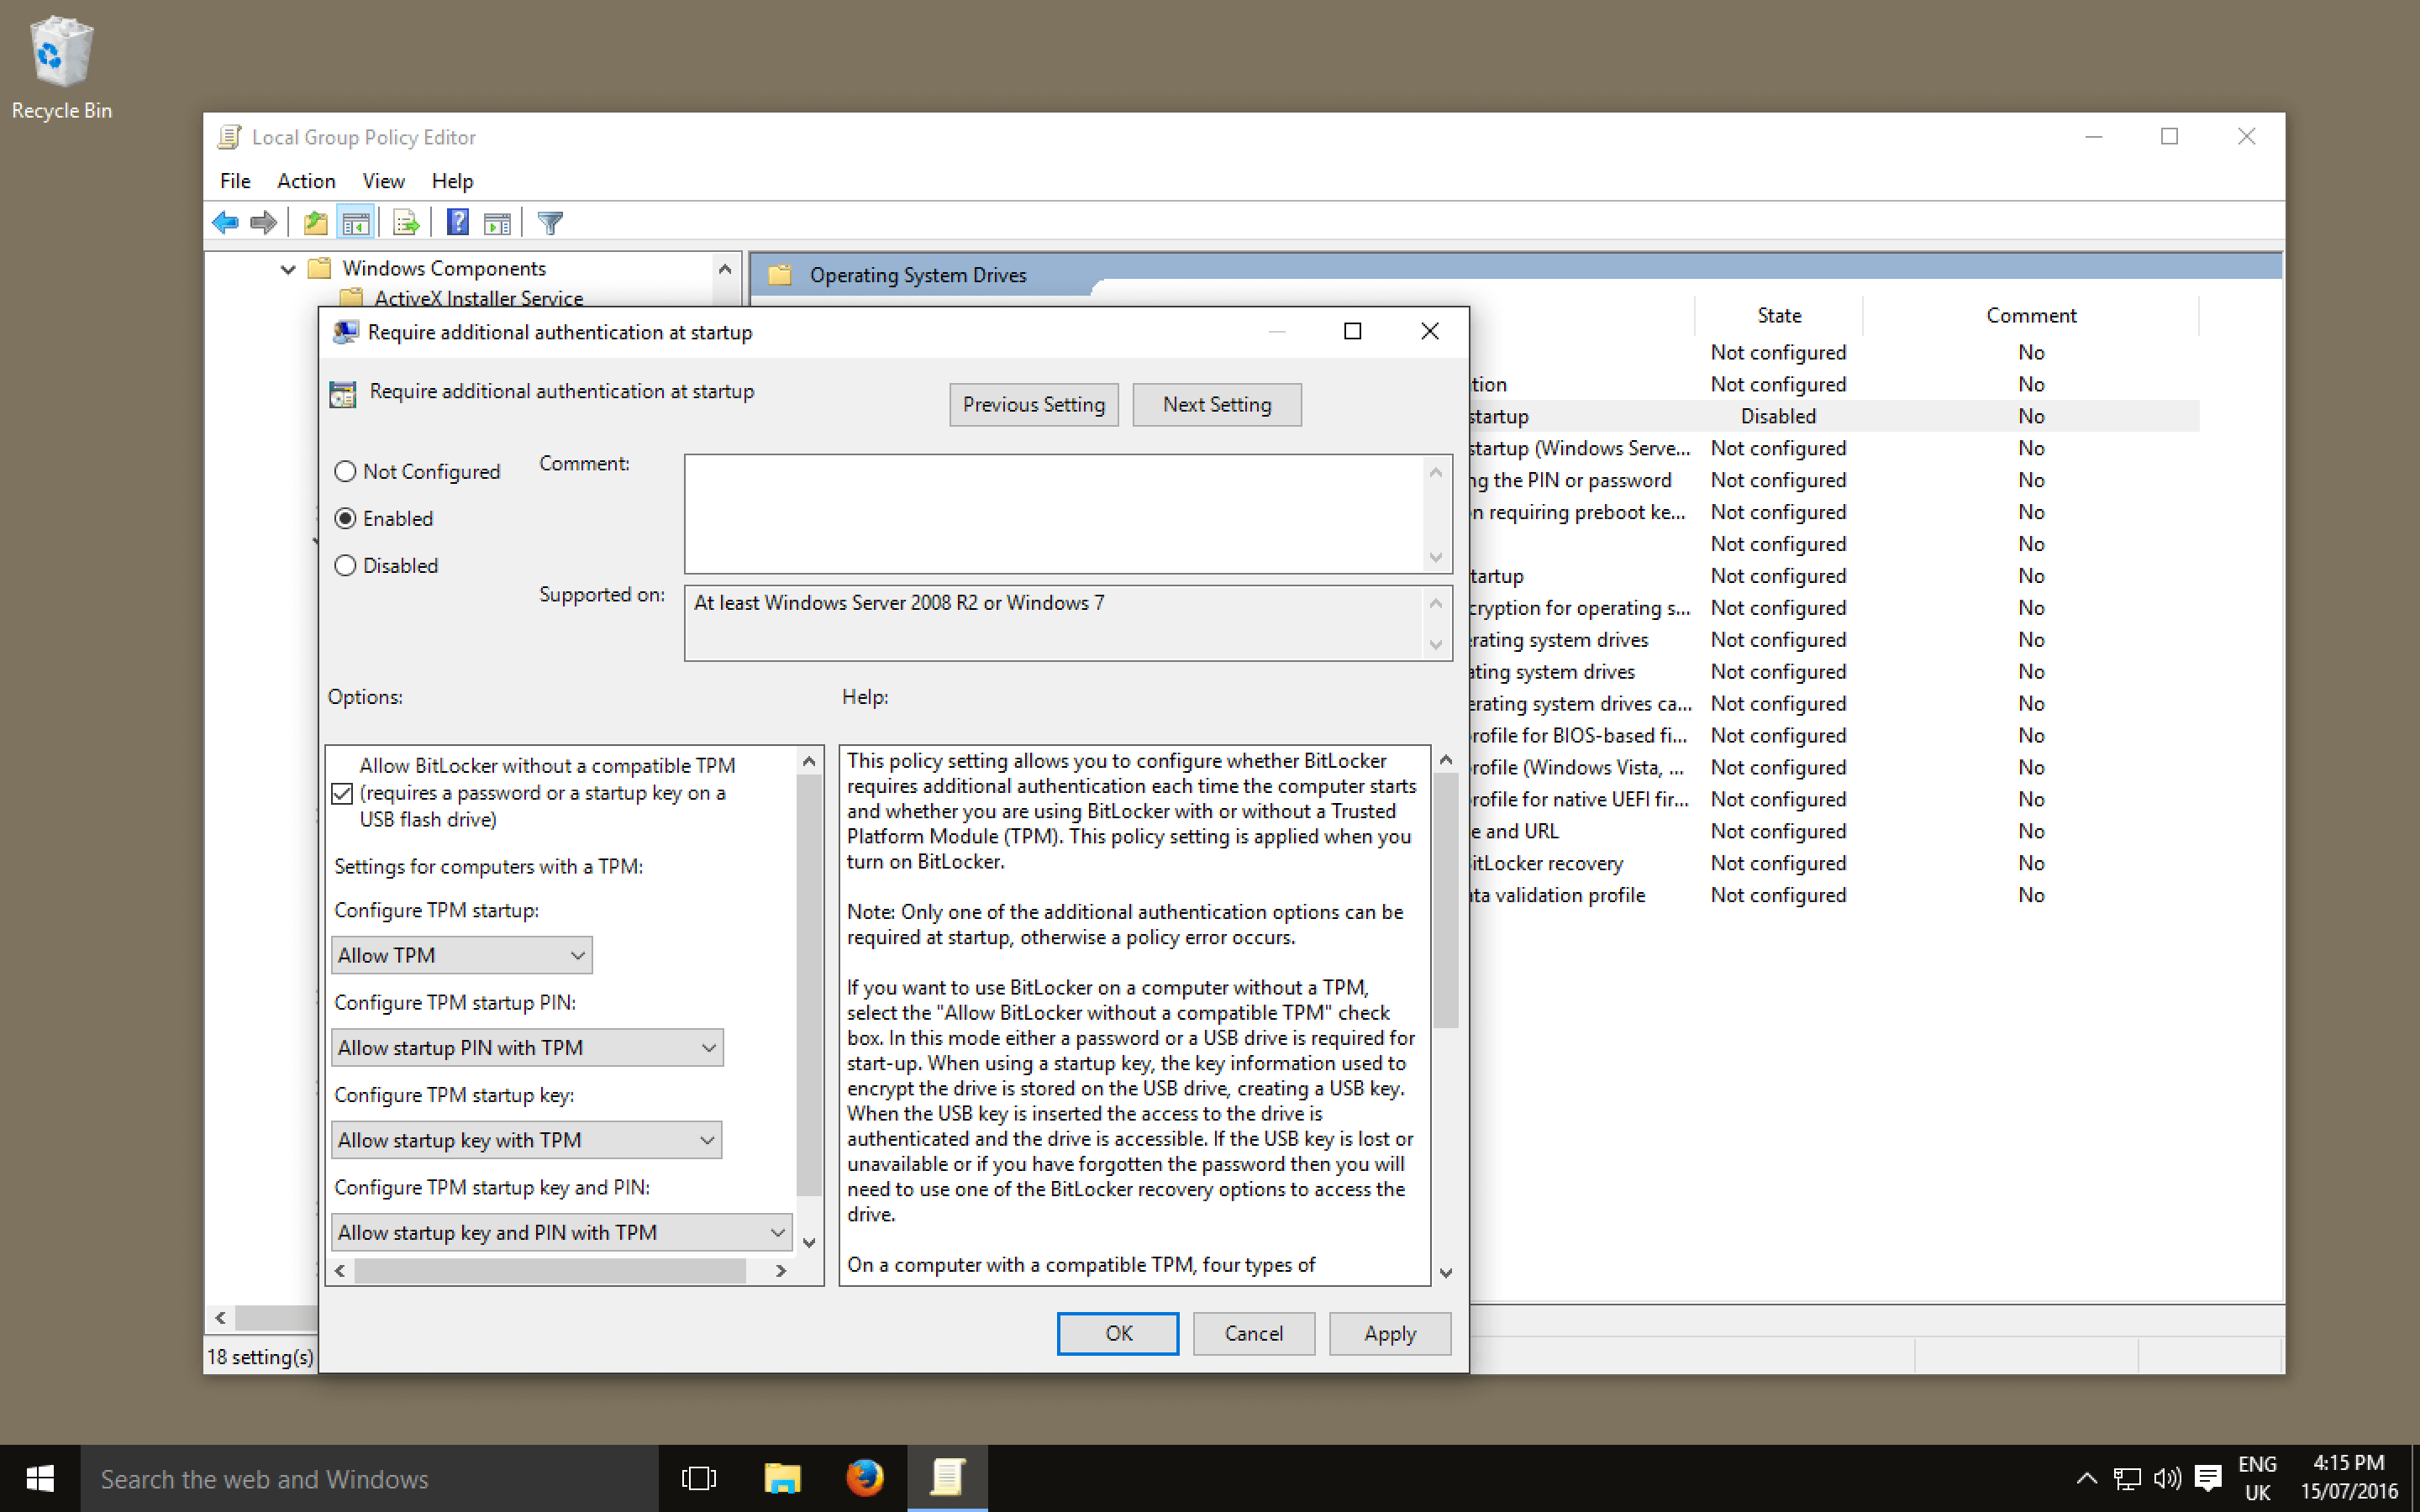 Recycle Bin
Local Group Policy Editor
File Action View Help
Windows Components
ActiveX Installer Service
Operating System Drives
Require additional authentication at startup
Require additional authentication at startup
Previous Setting
Next Setting
Not Configured
Enabled
Disabled
Comment:
Supported on:
At least Windows Server 2008 R2 or Windows 7
Options:
Help:
Allow BitLocker without a compatible TPM
(requires a password or a startup key on a
USB flash drive)
Settings for computers with a TPM:
Configure TPM startup:
Allow TPM
Configure TPM startup PIN:
Allow startup PIN with TPM
Configure TPM startup key:
Allow startup key with TPM
Configure TPM startup key and PIN:
Allow startup key and PIN with TPM
This policy setting allows you to configure whether BitLocker
requires additional authentication each time the computer starts
and whether you are using BitLocker with or without a Trusted
Platform Module (TPM). This policy setting is applied when you
turn on BitLocker.
Note: Only one of the additional authentication options can be
required at startup, otherwise a policy error occurs.
If you want to use BitLocker on a computer without a TPM,
select the "Allow BitLocker without a compatible TPM" check
box. In this mode either a password or a USB drive is required for
start-up. When using a startup key, the key information used to
encrypt the drive is stored on the USB drive, creating a USB key.
When the USB key is inserted the access to the drive is
authenticated and the drive is accessible. If the USB key is lost or
unavailable or if you have forgotten the password then you will
need to use one of the BitLocker recovery options to access the
drive.
On a computer with a compatible TPM, four types of
OK
Cancel
Apply
State Comment
Not configured No
tion Not configured No
startup Disabled No
startup (Windows Serve... Not configured No
ng the PIN or password Not configured No
n requiring preboot ke... Not configured No
Not configured No
tartup Not configured No
cryption for operating s... Not configured No
erating system drives Not configured No
ating system drives Not configured No
erating system drives ca... Not configured No
rofile for BIOS-based fi... Not configured No
rofile (Windows Vista, ... Not configured No
rofile for native UEFI fir... Not configured No
e and URL Not configured No
itLocker recovery Not configured No
ata validation profile Not configured No
18 setting(s)
Search the web and Windows
ENG
UK
4:15 PM
15/07/2016